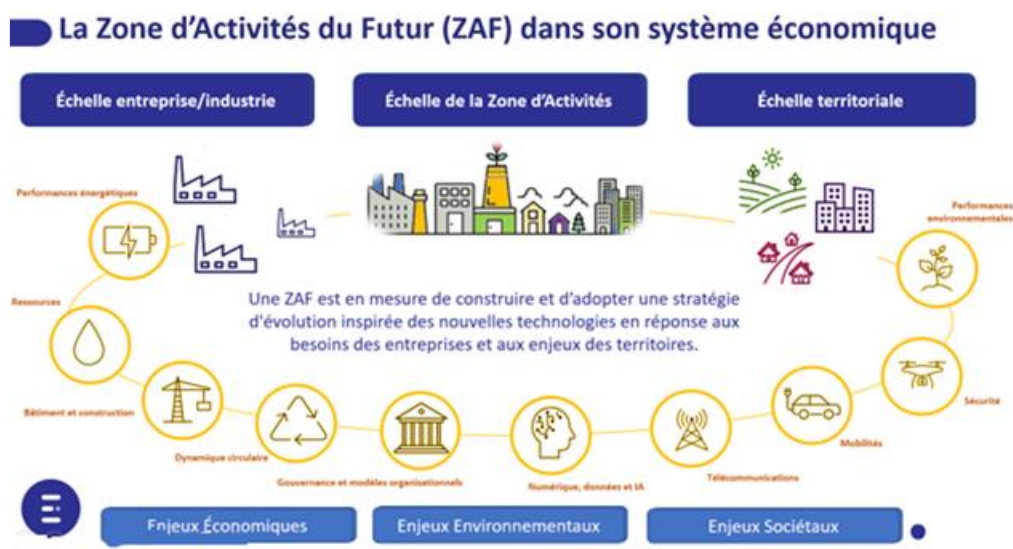 La Zone d'Activités du Futur (ZAF) dans son système économique
Échelle entreprise/industrie
Échelle de la Zone d'Activités
Échelle territoriale
Performances énergétiques
Performances
environnementales
Ressources
Une ZAF est en mesure de construire et d'adopter une stratégie
d'évolution inspirée des nouvelles technologies en réponse aux
besoins des entreprises et aux enjeux des territoires.
Bâtiment et construction
Sécurité
Dynamique circulaire
Mobilités
Gouvernance et modèles organisationnels
Numérique, données et IA
Télécommunications
Enjeux Économiques
Enjeux Environnementaux
Enjeux Sociétaux